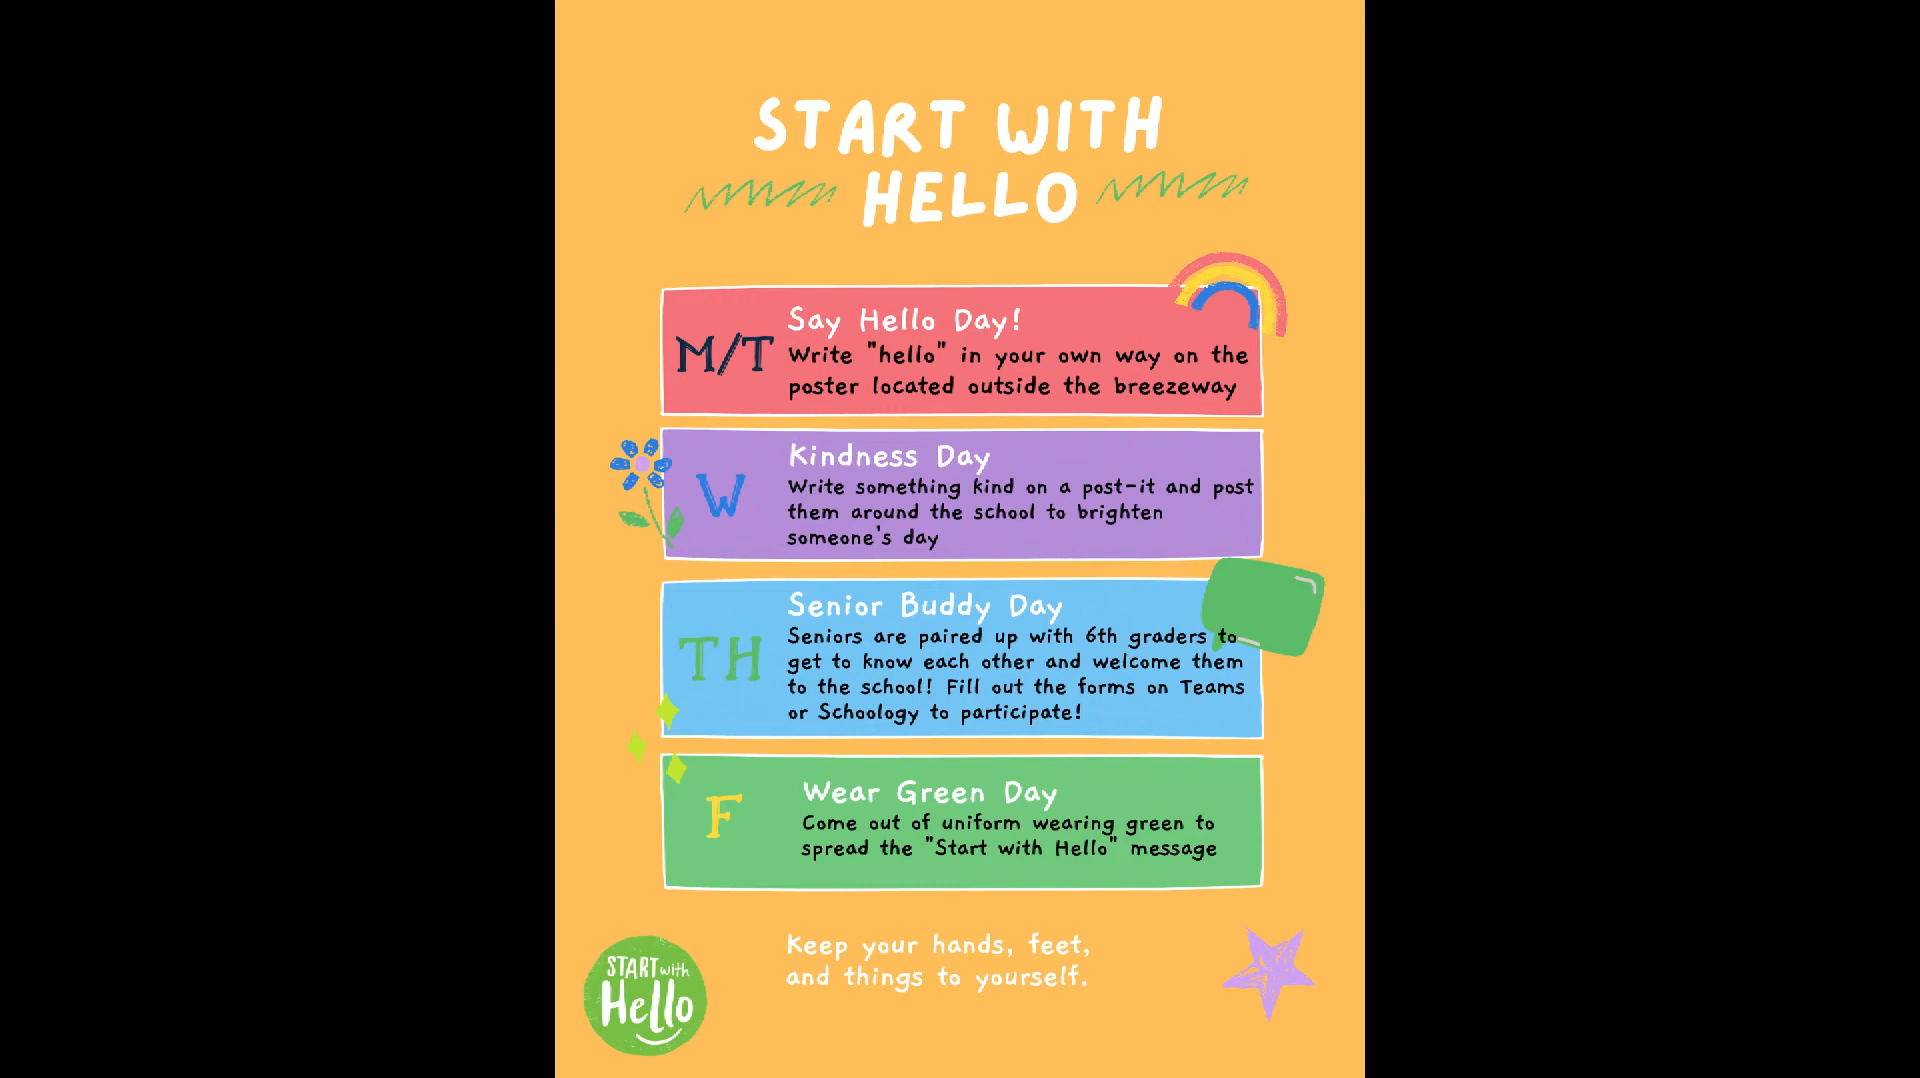 START WITH
HELLO
M/T
Say Hello Day!
Write "hello" in your own way on the
poster located outside the breezeway
W
Kindness Day
Write something kind on a post-it and post
them around the school to brighten
someone's day
TH
Senior Buddy Day
Seniors are paired up with 6th graders to
get to know each other and welcome them
to the school! Fill out the forms on Teams
or Schoology to participate!
F
Wear Green Day
Come out of uniform wearing green to
spread the "Start with Hello" message
Keep your hands, feet,
and things to yourself.
START with
Hello